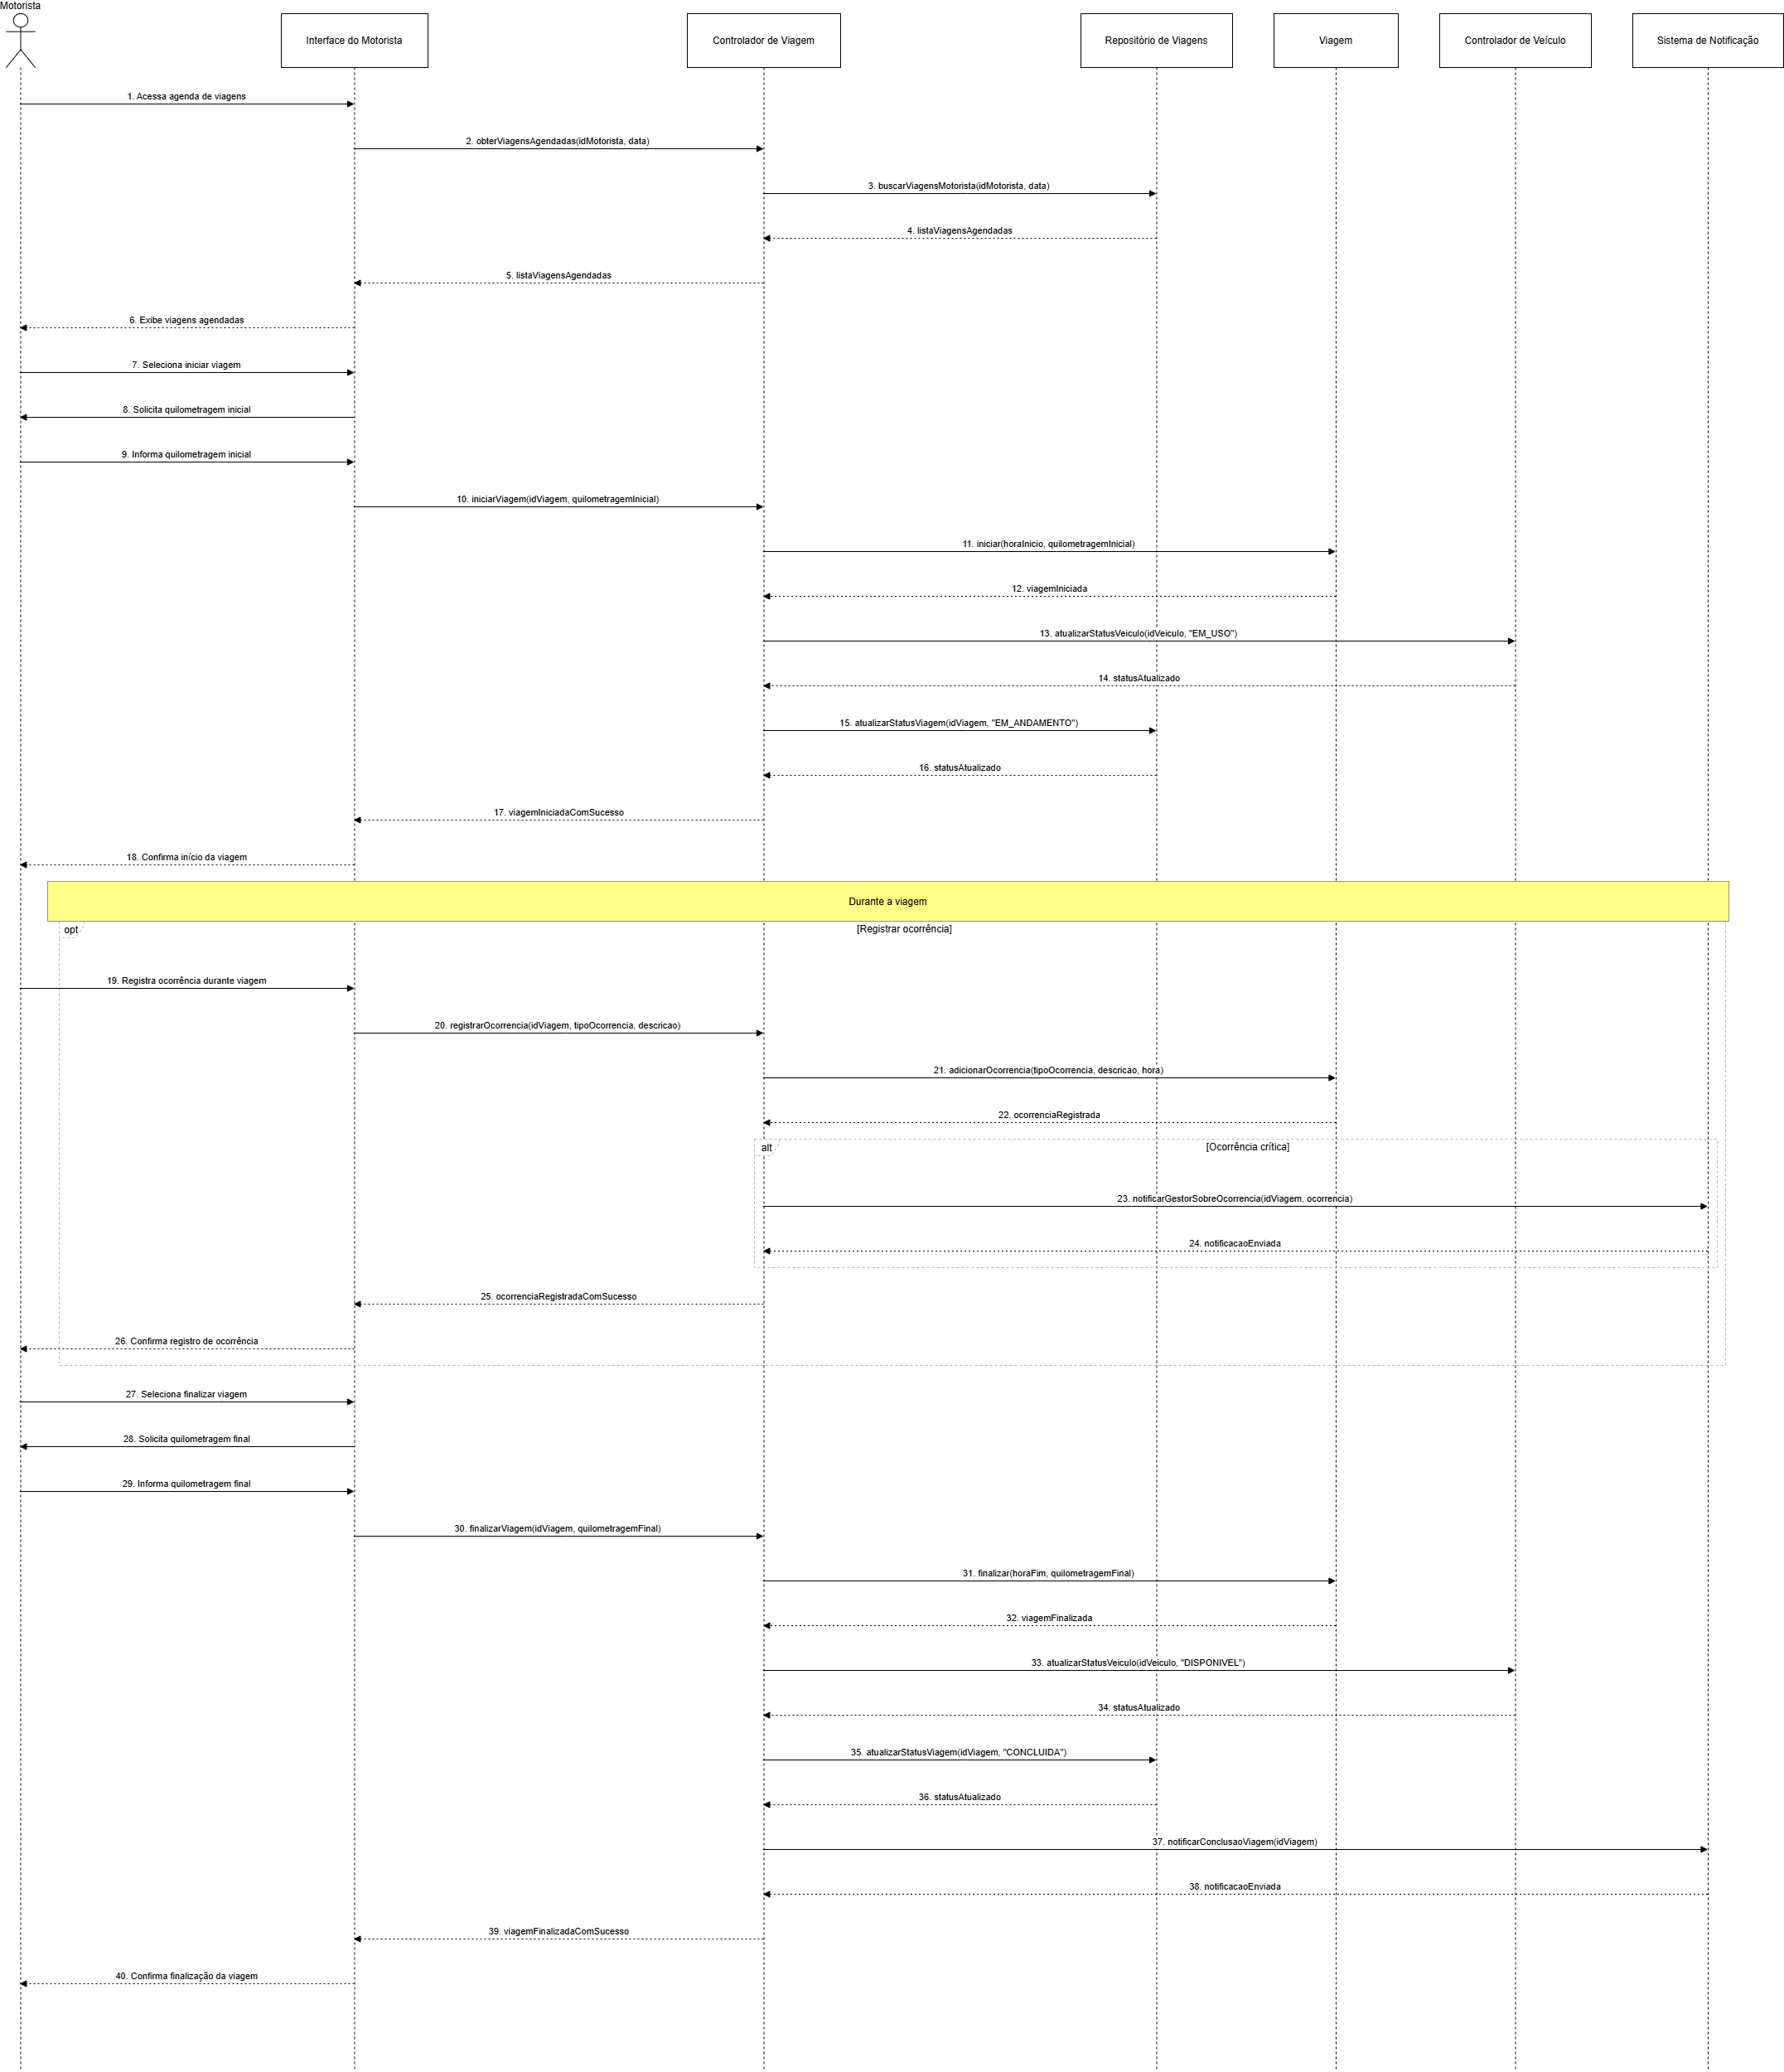 Motorista
Interface do Motorista
Controlador de Viagem
Repositório de Viagens
Viagem
Controlador de Veículo
Sistema de Notificação
1. Acessa agenda de viagens
2. obterViagensAgendadas(idMotorista, data)
3. buscarViagensMotorista(idMotorista, data)
4. listaViagensAgendadas
5. listaViagensAgendadas
6. Exibe viagens agendadas
7. Seleciona iniciar viagem
8. Solicita quilometragem inicial
9. Informa quilometragem inicial
10. iniciarViagem(idViagem, quilometragemInicial)
11. iniciar(horaInicio, quilometragemInicial)
12. viagemIniciada
13. atualizarStatusVeiculo(idVeiculo, "EM_USO")
14. statusAtualizado
15. atualizarStatusViagem(idViagem, "EM_ANDAMENTO")
16. statusAtualizado
17. viagemIniciadaComSucesso
18. Confirma início da viagem
Durante a viagem
opt
[Registrar ocorrência]
19. Registra ocorrência durante viagem
20. registrarOcorrencia(idViagem, tipoOcorrencia, descricao)
21. adicionarOcorrencia(tipoOcorrencia, descricao, hora)
22. ocorrenciaRegistrada
alt
[Ocorrência crítica]
23. notificarGestorSobreOcorrencia(idViagem, ocorrencia)
24. notificacaoEnviada
25. ocorrenciaRegistradaComSucesso
26. Confirma registro de ocorrência
27. Seleciona finalizar viagem
28. Solicita quilometragem final
29. Informa quilometragem final
30. finalizarViagem(idViagem, quilometragemFinal)
31. finalizar(horaFim, quilometragemFinal)
32. viagemFinalizada
33. atualizarStatusVeiculo(idVeiculo, "DISPONIVEL")
34. statusAtualizado
35. atualizarStatusViagem(idViagem, "CONCLUIDA")
36. statusAtualizado
37. notificarConclusaoViagem(idViagem)
38. notificacaoEnviada
39. viagemFinalizadaComSucesso
40. Confirma finalização da viagem